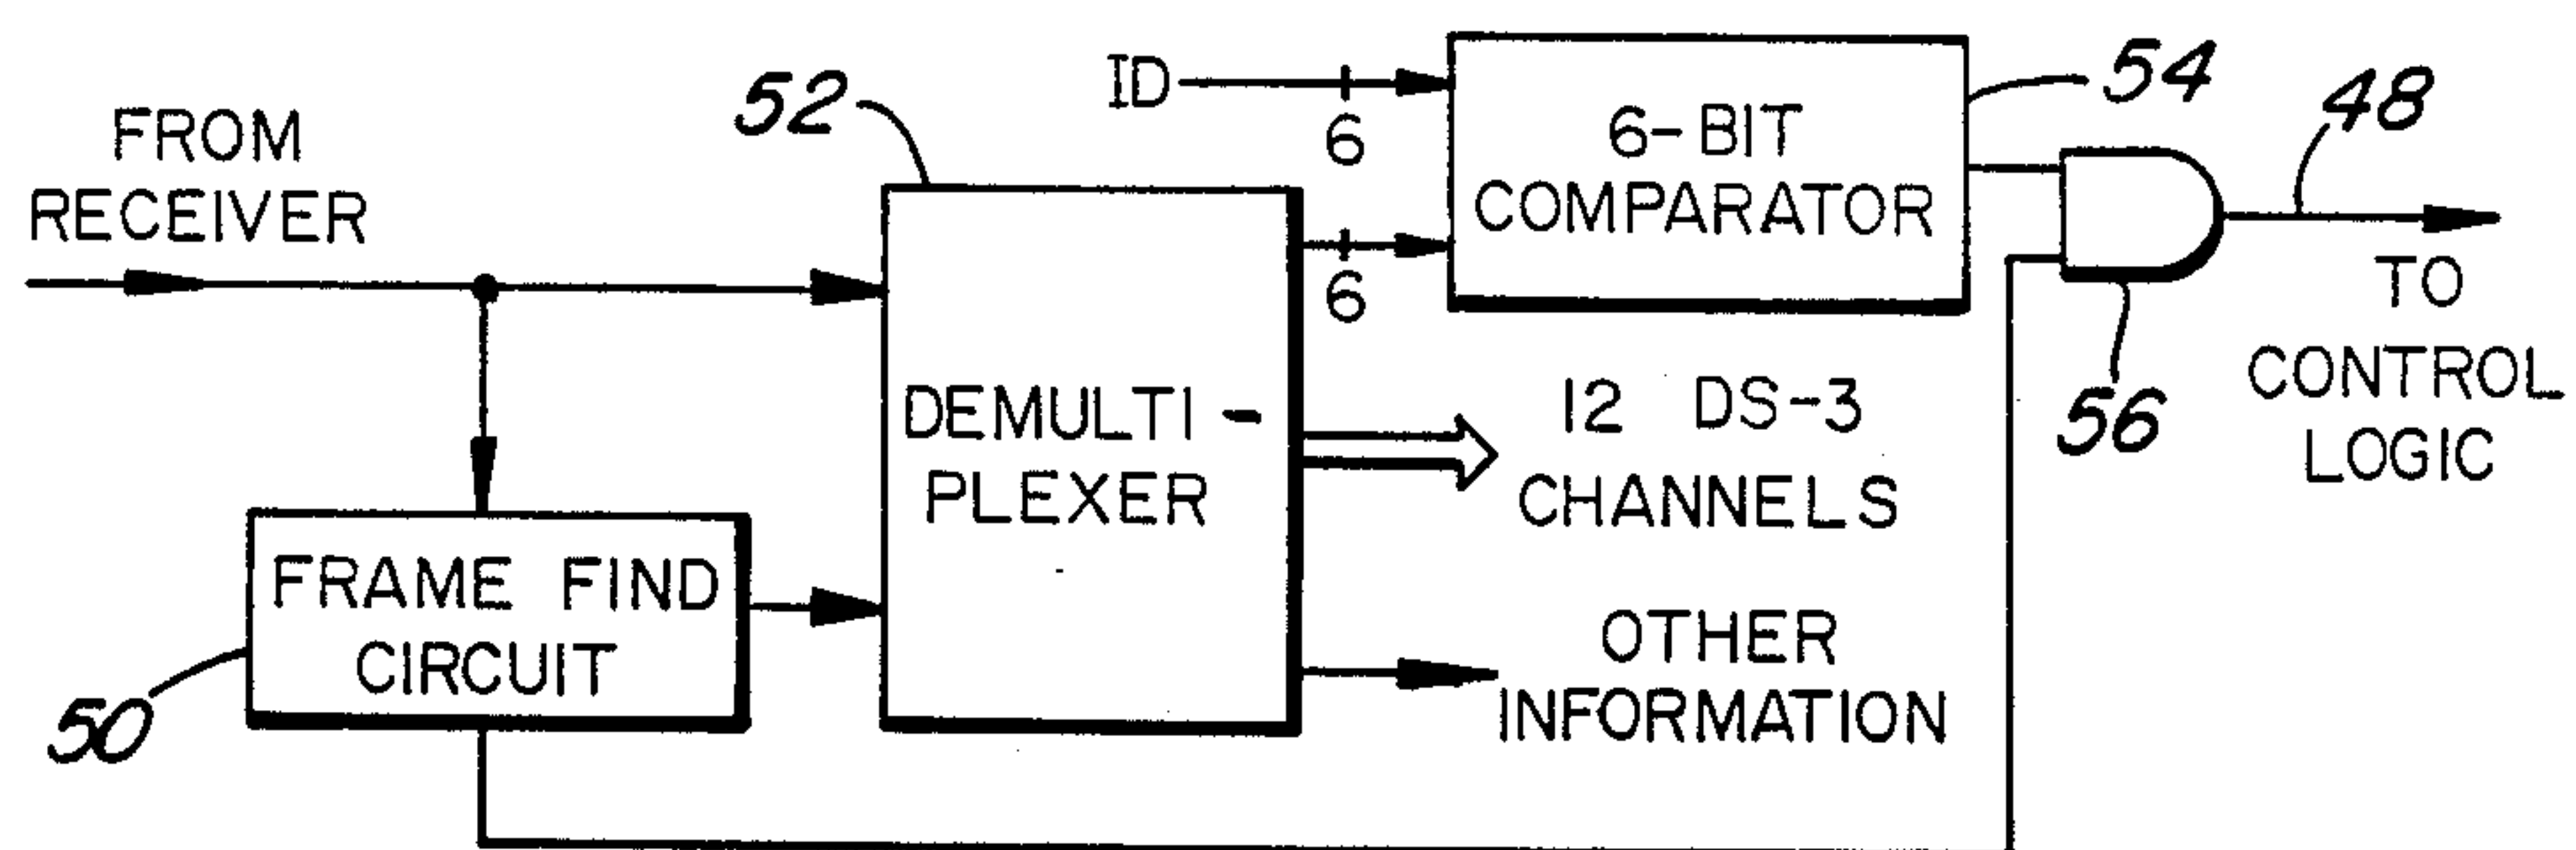 FROM
RECEIVER
52
ID
6
6
6-BIT
COMPARATOR
54
48
TO
CONTROL
LOGIC
56
DEMULTI-
PLEXER
12 DS-3
CHANNELS
OTHER
INFORMATION
FRAME FIND
CIRCUIT
50